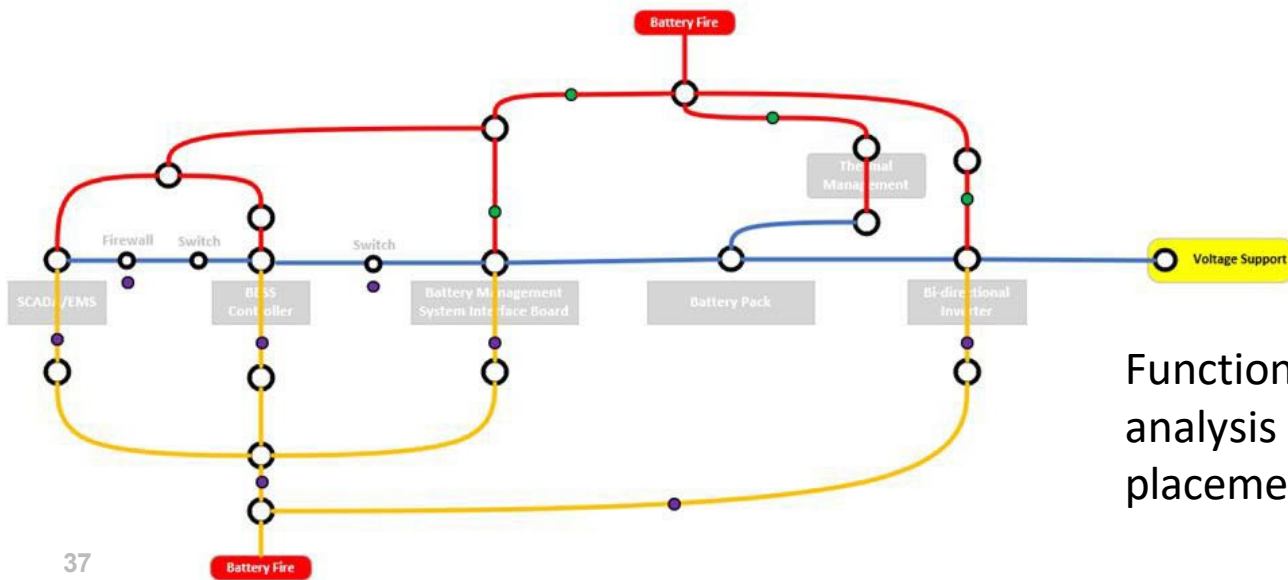 Battery Fire
Thermal
Management
Firewall
Switch
Switch
Voltage Support
SCADA/EMS
BESS
Controller
Battery Management
System Interface Board
Battery Pack
Bi-directional
Inverter
Function
analysis
placeme
37
Battery Fire